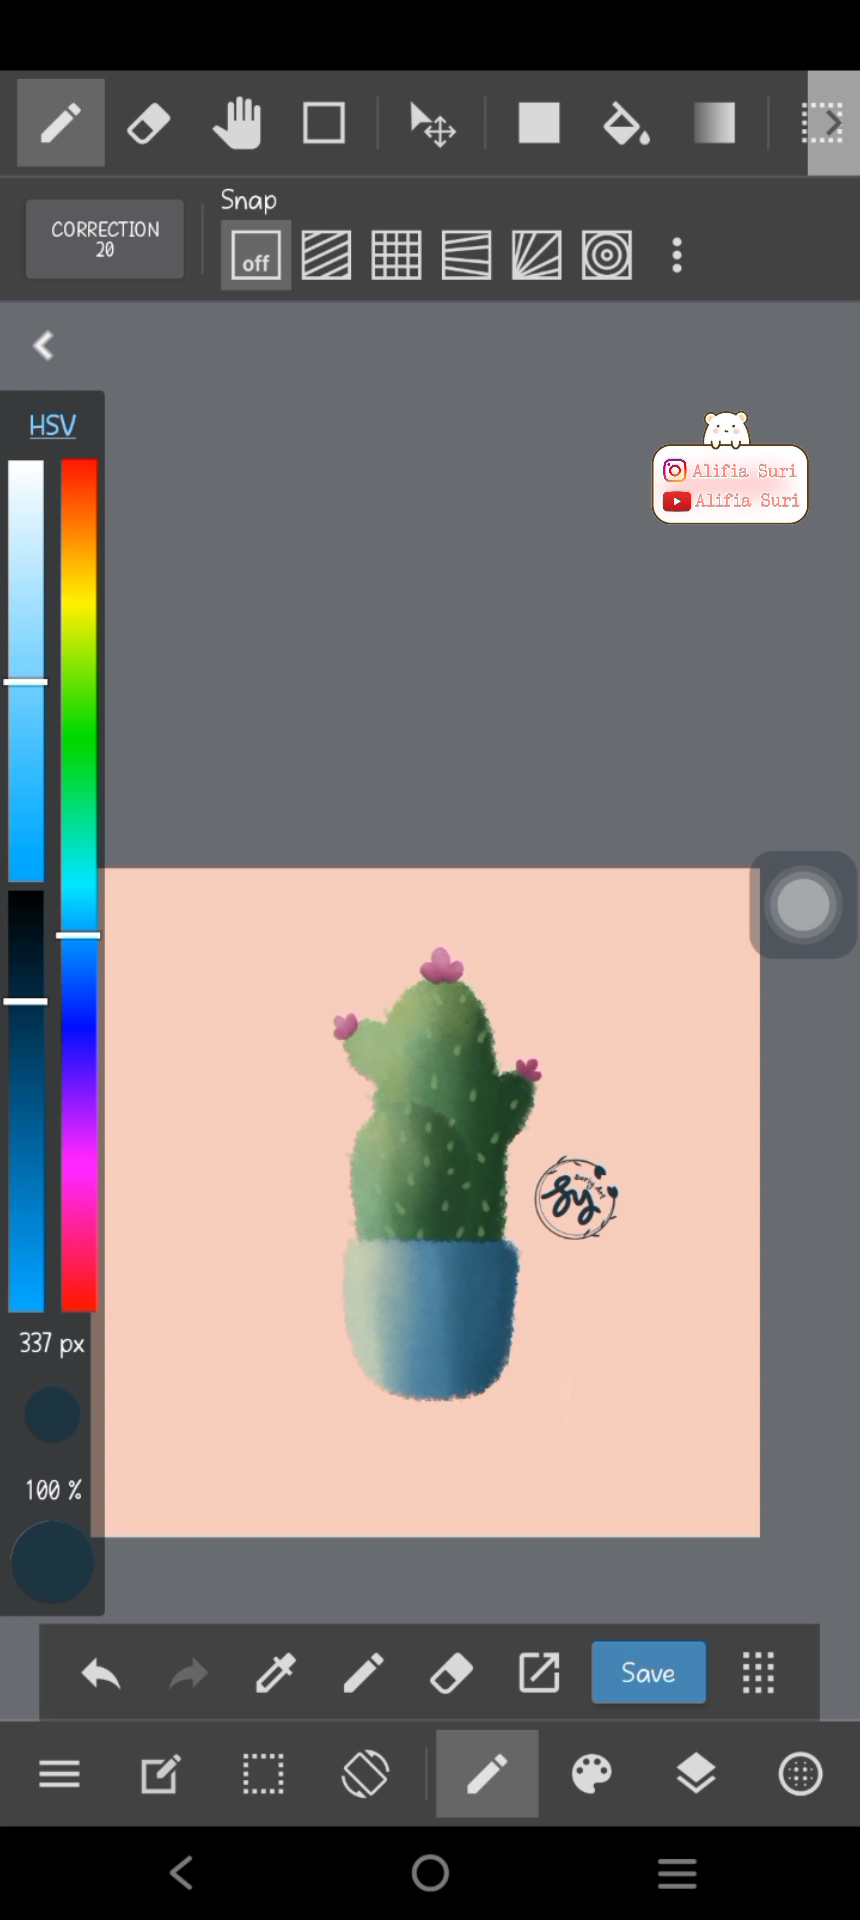 CORRECTION
20
Snap
off
HSV
Alifia Suri
Alifia Suri
337 px
100 %
Save